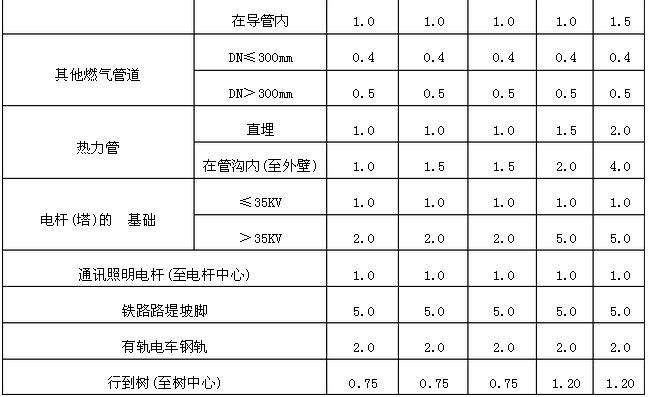 在导管内 1.0 1.0 1.0 1.0 1.5
其他燃气管道 DN≤300mm 0.4 0.4 0.4 0.4 0.4
DN＞300mm 0.5 0.5 0.5 0.5 0.5
热力管 直埋 1.0 1.0 1.0 1.5 2.0
在管沟内(至外壁) 1.0 1.5 1.5 2.0 4.0
电杆(塔)的 基础 ≤35KV 1.0 1.0 1.0 1.0 1.0
＞35KV 2.0 2.0 2.0 5.0 5.0
通讯照明电杆(至电杆中心) 1.0 1.0 1.0 1.0 1.0
铁路路堤坡脚 5.0 5.0 5.0 5.0 5.0
有轨电车钢轨 2.0 2.0 2.0 2.0 2.0
行到树(至树中心) 0.75 0.75 0.75 1.20 1.20